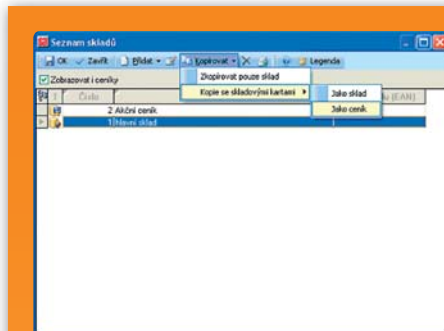 Seznam skladů
OK Zavřít Přidat Kopírovat Legenda
Zkopírovat pouze sklad
Zobrazovat i ceníky
Kopie se skladovými kartami
Jako sklad
Jako ceník
Číslo
(EAN)
2 Akční ceník
1 Hlavní sklad